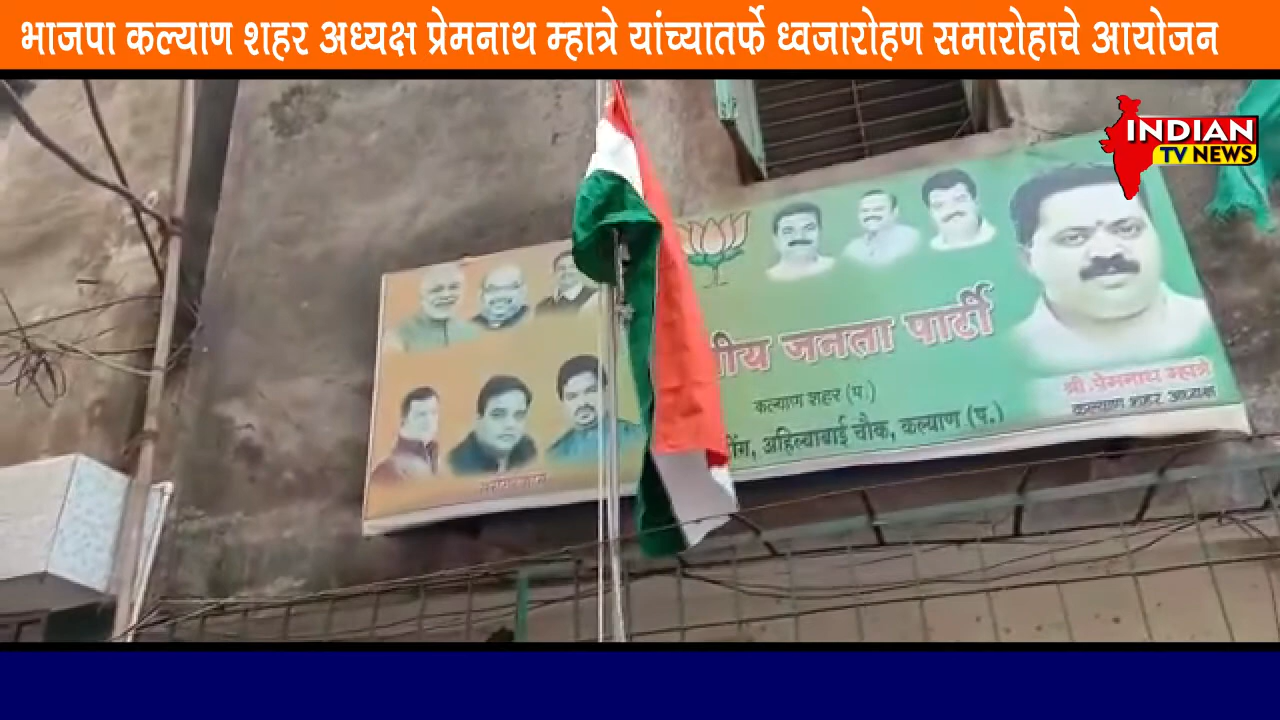 भाजपा कल्याण शहर अध्यक्ष प्रेमनाथ म्हात्रे यांच्यातर्फे ध्वजारोहण समारोहाचे आयोजन
INDIAN
TV NEWS
जनता पार्टी
कल्याण शहर (प.)
अहिल्याबाई चौक, कल्याण (प.)
श्री.प्रेमनाथ म्हात्रे
कल्याण शहर अध्यक्ष